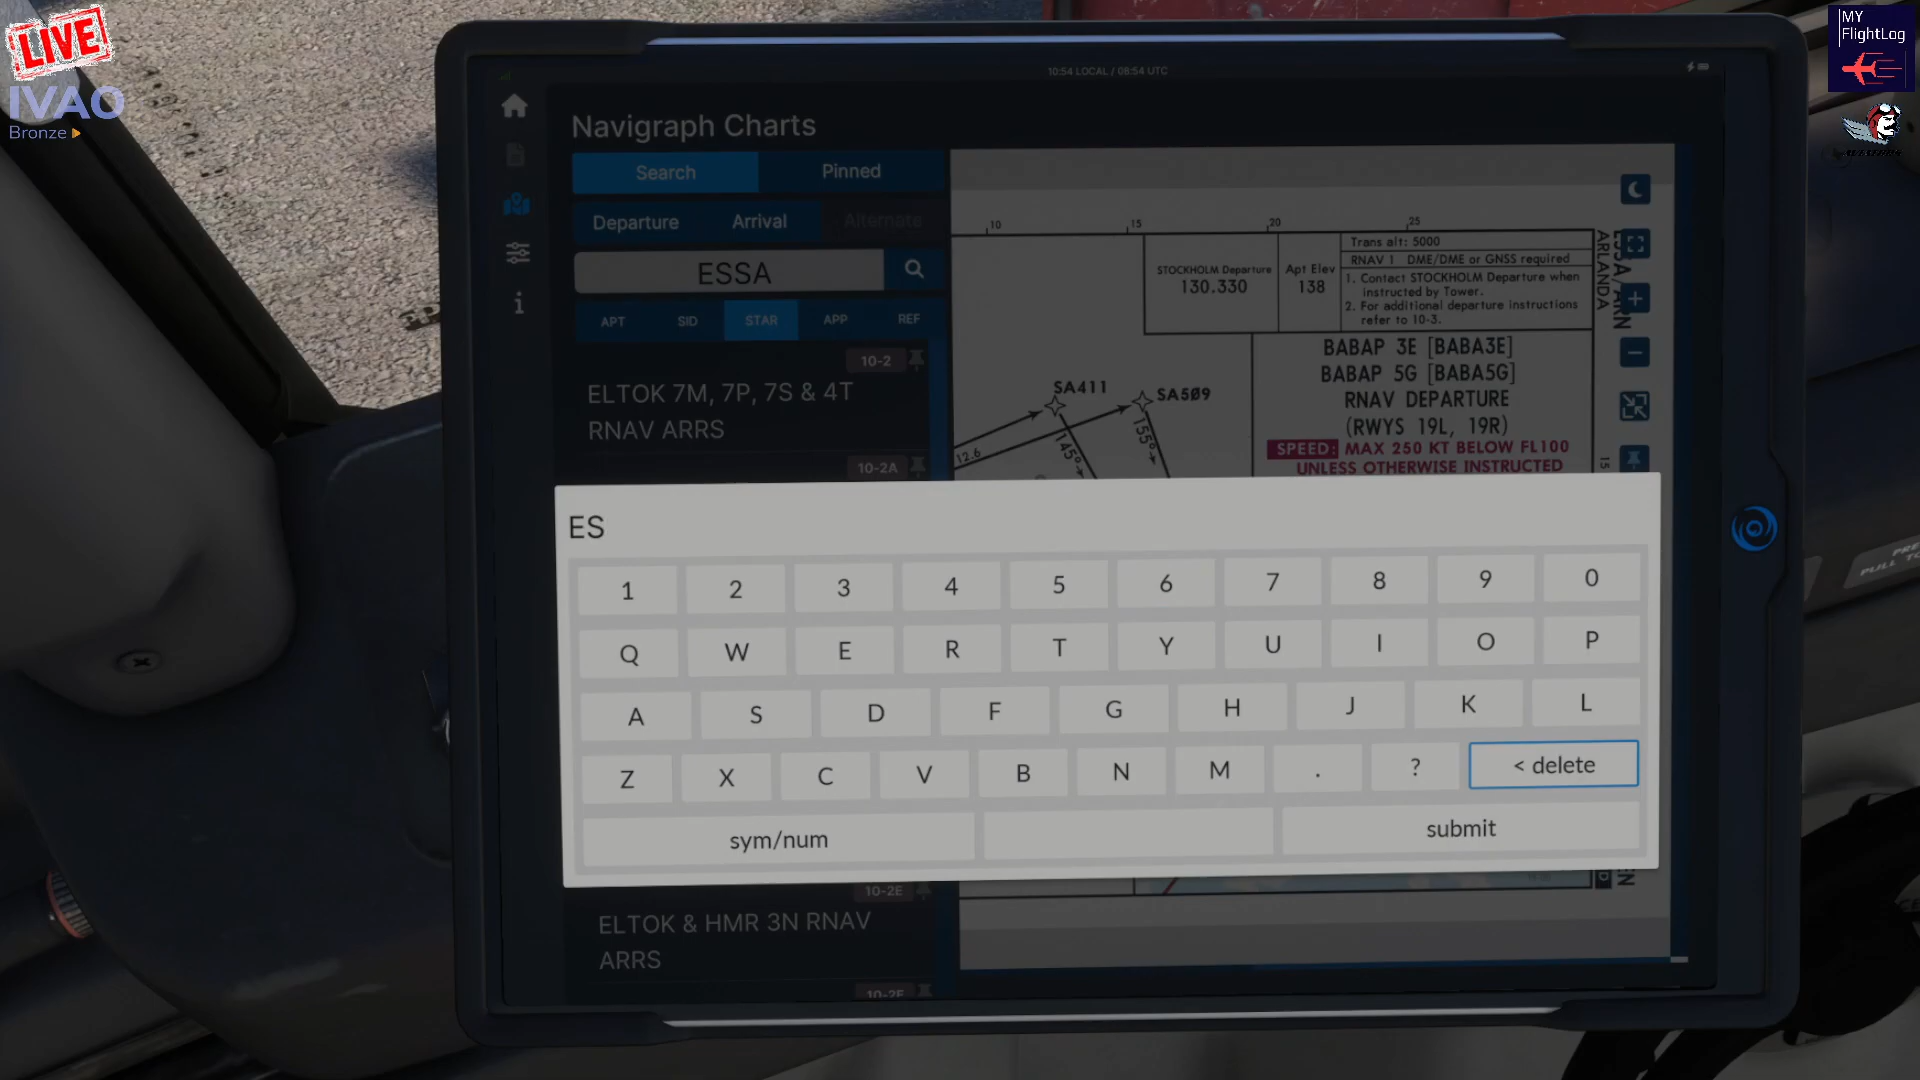 LIVE
IVAO
Bronze
MY
FlightLog
10:54 LOCAL / 08:54 UTC
Navigraph Charts
Search Pinned
Departure Arrival Alternate
ESSA
APT SID STAR APP REF
10-2
ELTOK 7M, 7P, 7S & 4T
RNAV ARRS
10-2A
10 15 20 25
STOCKHOLM Departure
130.330
Apt Elev
138
Trans alt: 5000
RNAV 1 DME/DME or GNSS required
1. Contact STOCKHOLM Departure when
instructed by Tower.
2. For additional departure instructions
refer to 10-3.
ESSA/ARN
ARLANDA
BABAP 3E [BABA3E]
BABAP 5G [BABA5G]
RNAV DEPARTURE
(RWYS 19L, 19R)
SPEED: MAX 250 KT BELOW FL100
UNLESS OTHERWISE INSTRUCTED
15
SA411
SA509
12.6
145°
155°
ES
1 2 3 4 5 6 7 8 9 0
Q W E R T Y U I O P
A S D F G H J K L
Z X C V B N M . ? < delete
sym/num submit
10-2E
ELTOK & HMR 3N RNAV
ARRS
10-2F